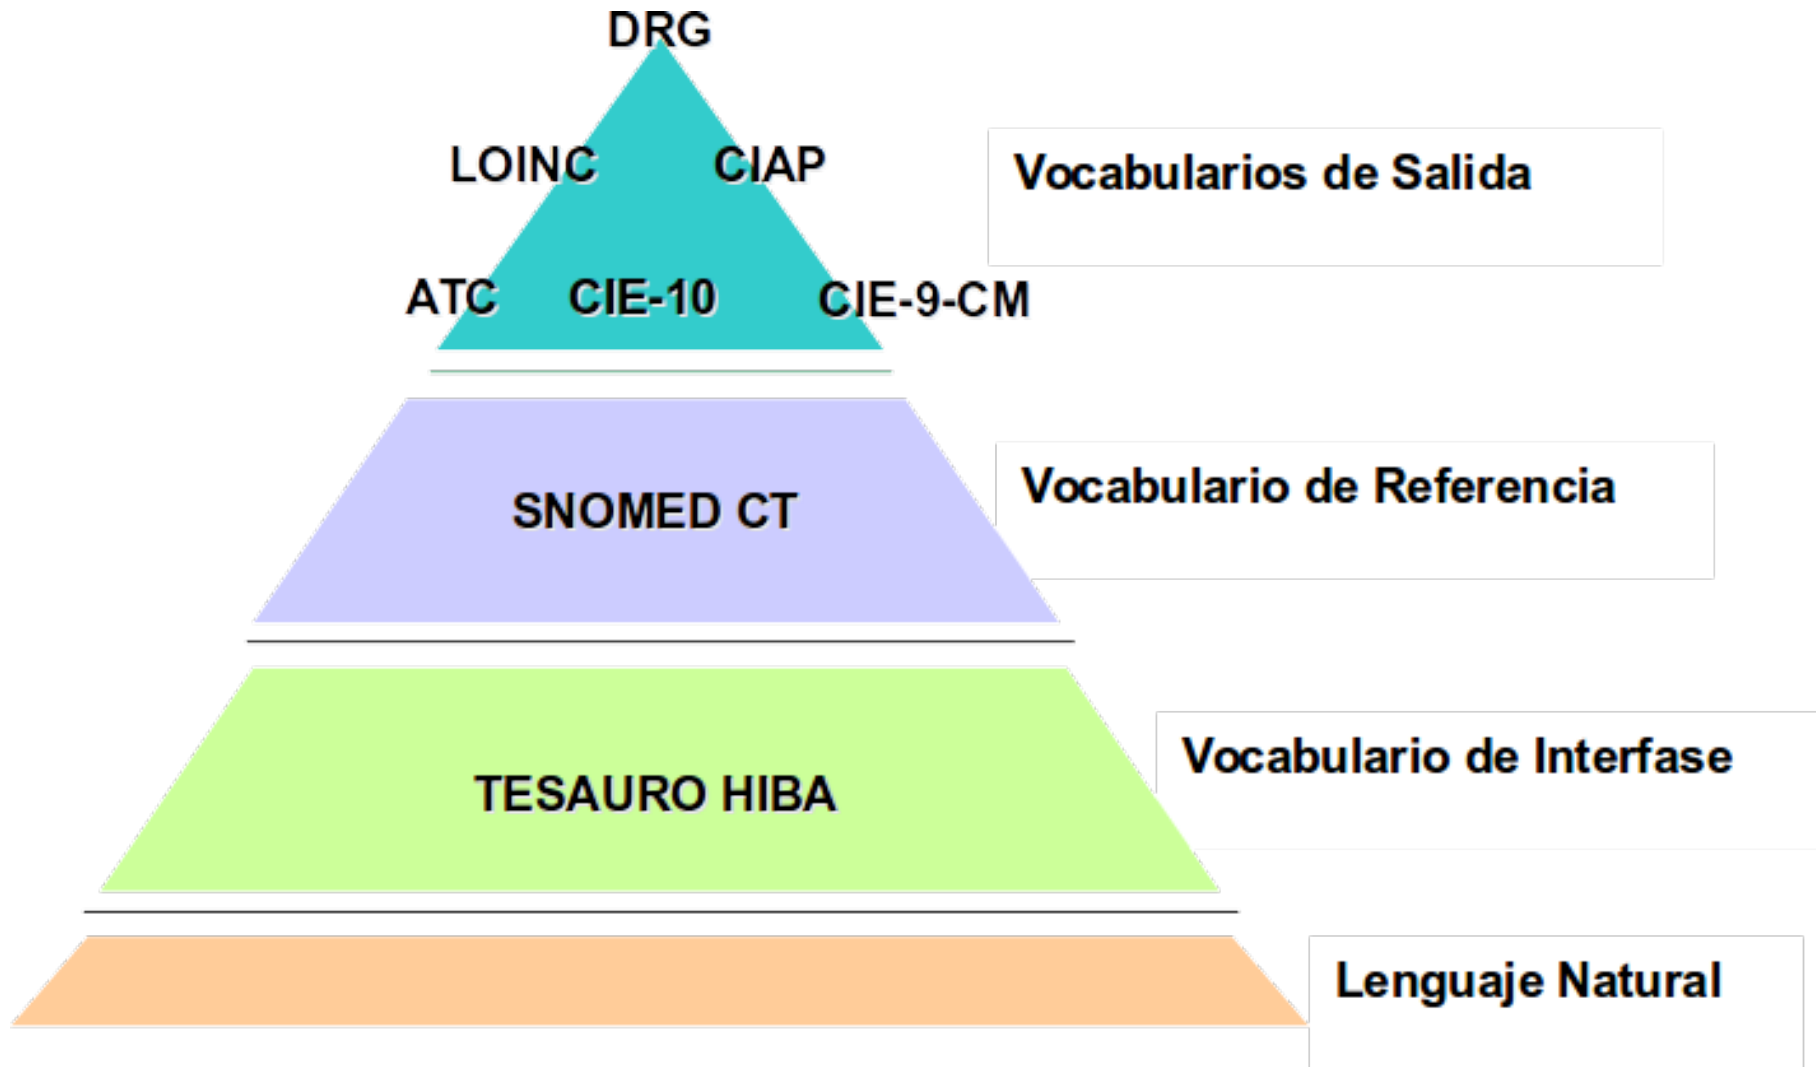 DRG
LOINC CIAP
Vocabularios de Salida
ATC CIE-10 CIE-9-CM
SNOMED CT
Vocabulario de Referencia
TESAURO HIBA
Vocabulario de Interfase
Lenguaje Natural